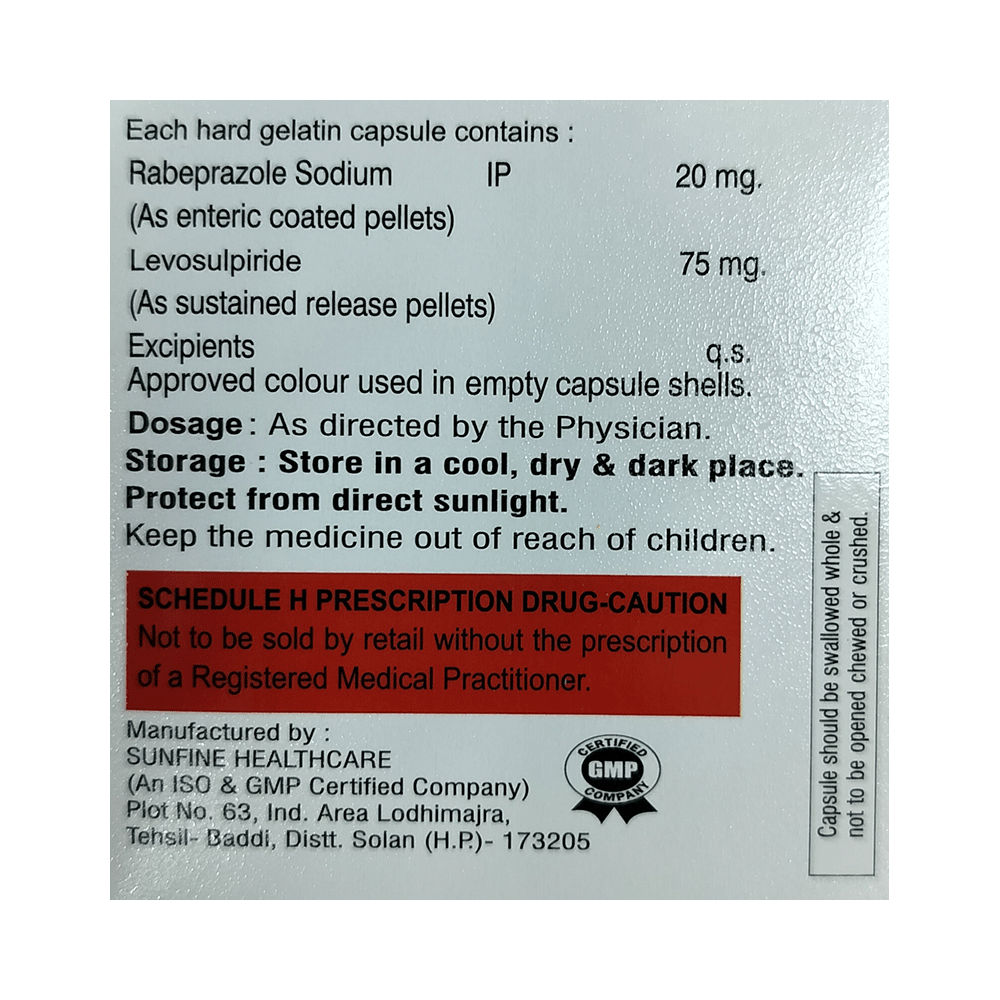 Each hard gelatin capsule contains :
Rabeprazole Sodium IP 20 mg.
(As enteric coated pellets)
Levosulpiride 75 mg.
(As sustained release pellets)
Excipients q.s.
Approved colour used in empty capsule shells.
Dosage : As directed by the Physician.
Storage : Store in a cool, dry & dark place.
Protect from direct sunlight.
Keep the medicine out of reach of children.
SCHEDULE H PRESCRIPTION DRUG-CAUTION
Not to be sold by retail without the prescription
of a Registered Medical Practitioner.
Manufactured by :
SUNFINE HEALTHCARE
(An ISO & GMP Certified Company)
Plot No. 63, Ind. Area Lodhimajra,
Tehsil- Baddi, Distt. Solan (H.P.)- 173205
CERTIFIED
GMP
COMPANY
Capsule should be swallowed whole &
not to be opened chewed or crushed.